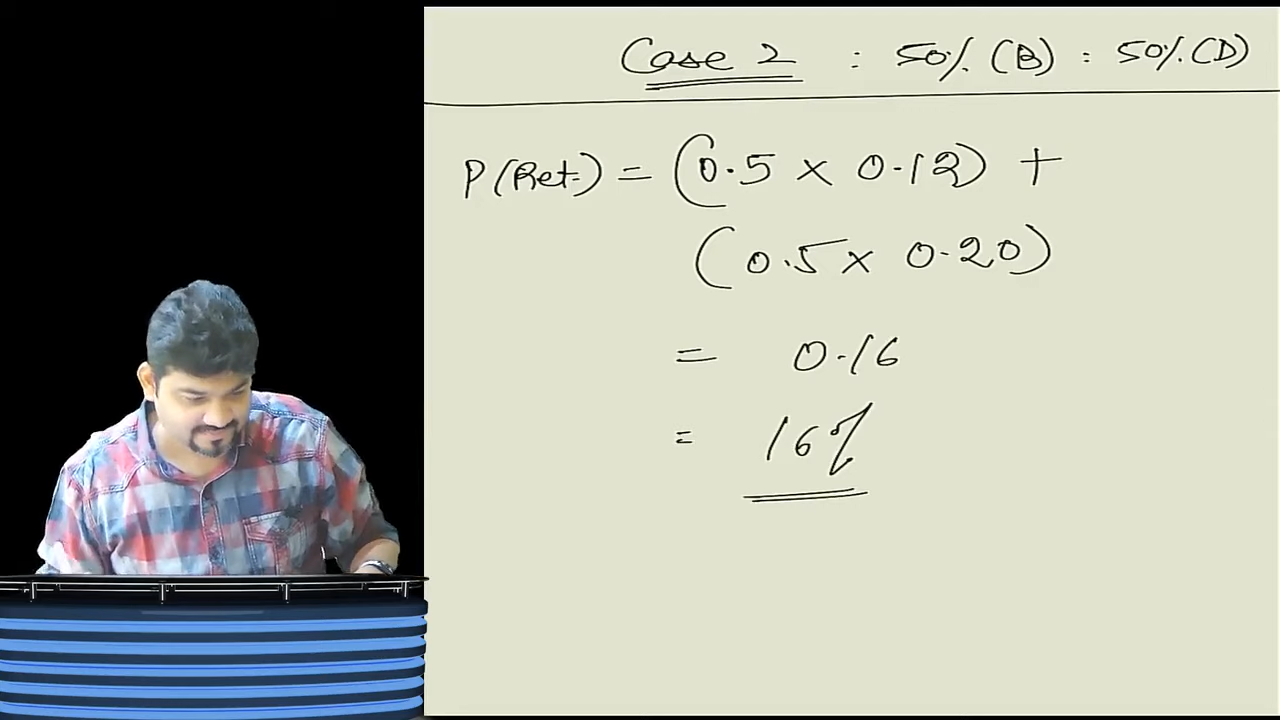 Case 2 : 50% (B) : 50% (D)
P(Ret.) = (0.5 x 0.12) +
(0.5 x 0.20)
= 0.16
= 16%